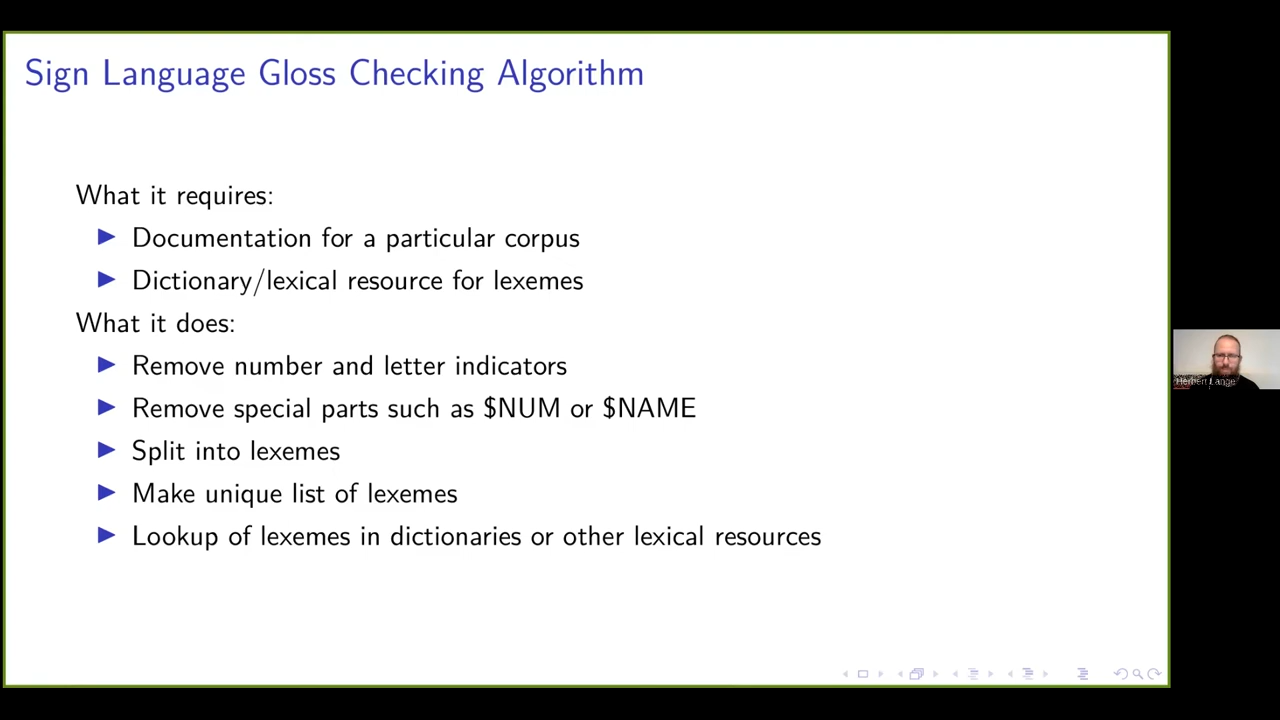 Sign Language Gloss Checking Algorithm
What it requires:
Documentation for a particular corpus
Dictionary/lexical resource for lexemes
What it does:
Remove number and letter indicators
Remove special parts such as $NUM or $NAME
Split into lexemes
Make unique list of lexemes
Lookup of lexemes in dictionaries or other lexical resources
Herbert Lange